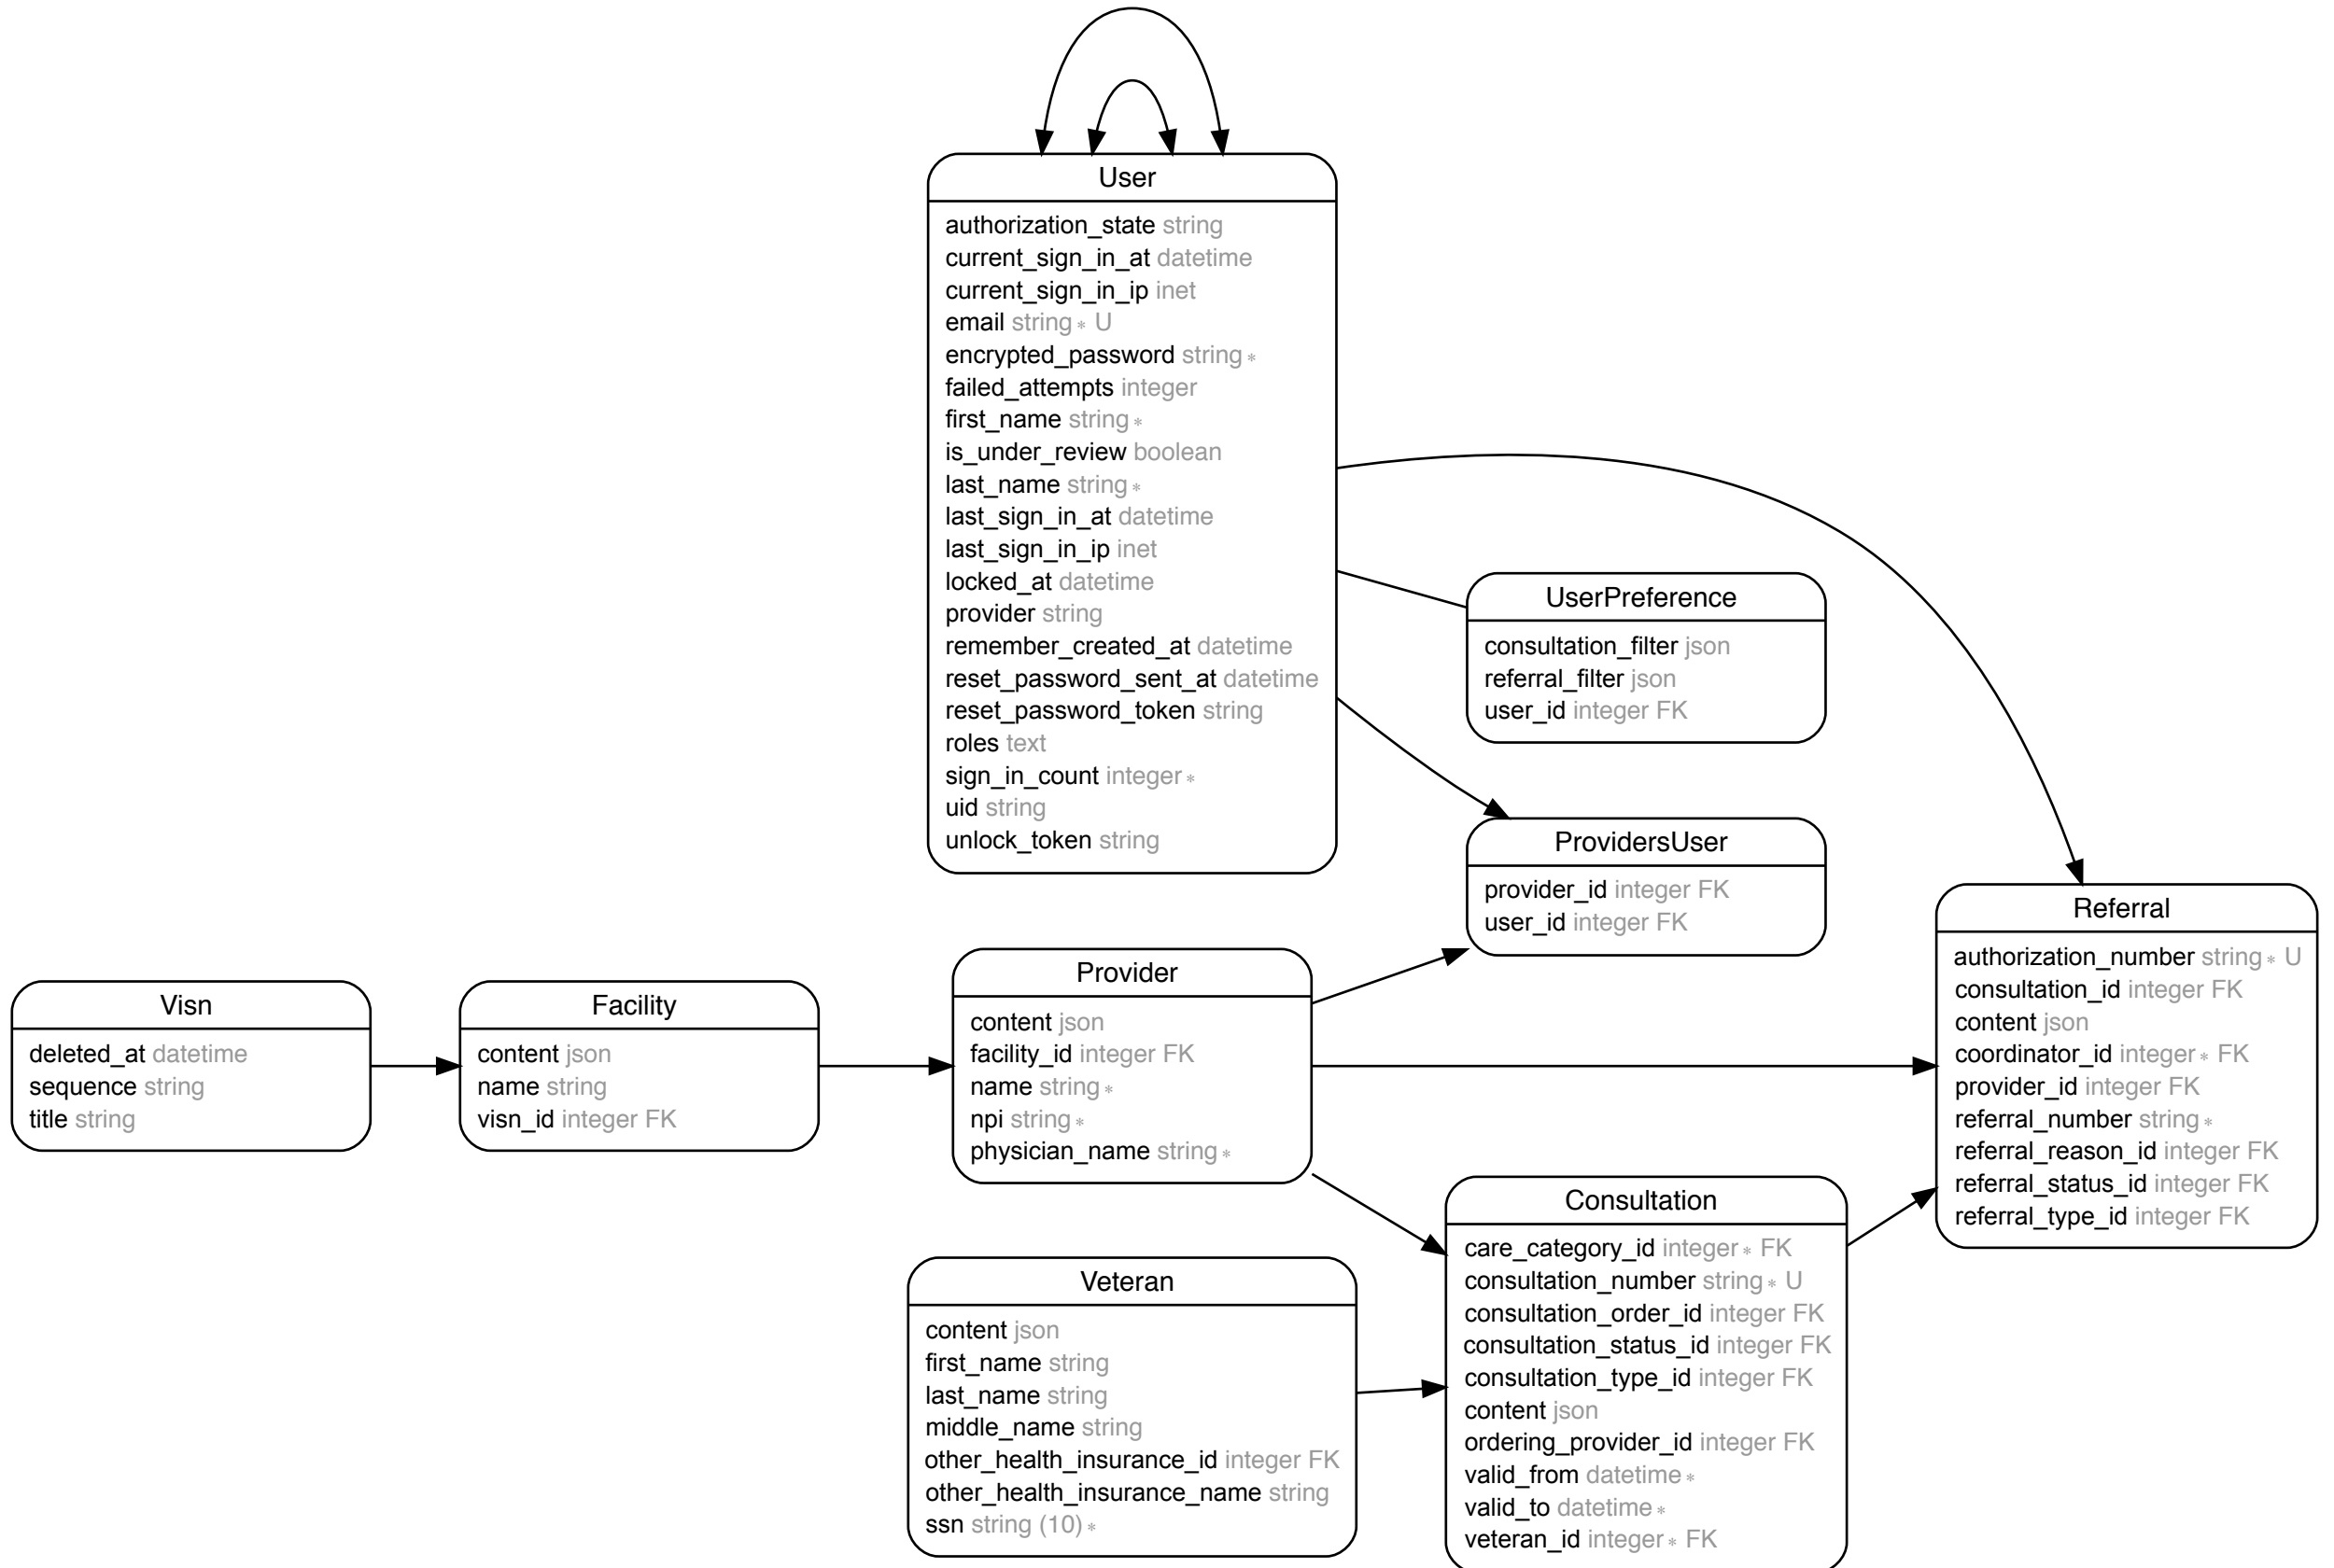 User
authorization_state string
current_sign_in_at datetime
current_sign_in_ip inet
email string* U
encrypted_password string*
failed_attempts integer
first_name string*
is_under_review boolean
last_name string*
last_sign_in_at datetime
last_sign_in_ip inet
locked_at datetime
provider string
remember_created_at datetime
reset_password_sent_at datetime
reset_password_token string
roles text
sign_in_count integer*
uid string
unlock_token string
UserPreference
consultation_filter json
referral_filter json
user_id integer FK
ProvidersUser
provider_id integer FK
user_id integer FK
Visn
deleted_at datetime
sequence string
title string
Facility
content json
name string
visn_id integer FK
Provider
content json
facility_id integer FK
name string*
npi string*
physician_name string*
Referral
authorization_number string* U
consultation_id integer FK
content json
coordinator_id integer* FK
provider_id integer FK
referral_number string*
referral_reason_id integer FK
referral_status_id integer FK
referral_type_id integer FK
Veteran
content json
first_name string
last_name string
middle_name string
other_health_insurance_id integer FK
other_health_insurance_name string
ssn string (10)*
Consultation
care_category_id integer* FK
consultation_number string* U
consultation_order_id integer FK
consultation_status_id integer FK
consultation_type_id integer FK
content json
ordering_provider_id integer FK
valid_from datetime*
valid_to datetime*
veteran_id integer* FK